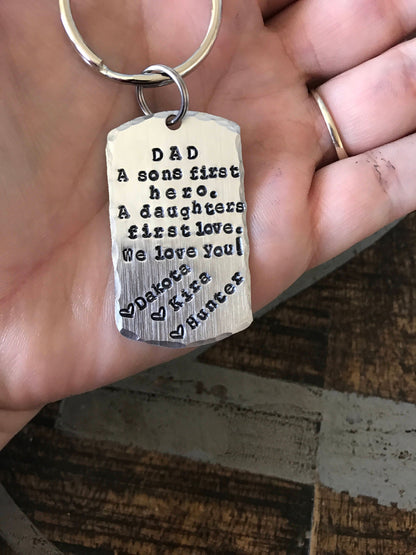 DAD
A sons first
hero.
A daughters
first love.
We love you!
♡Dakota
♡Kira
♡Hunter